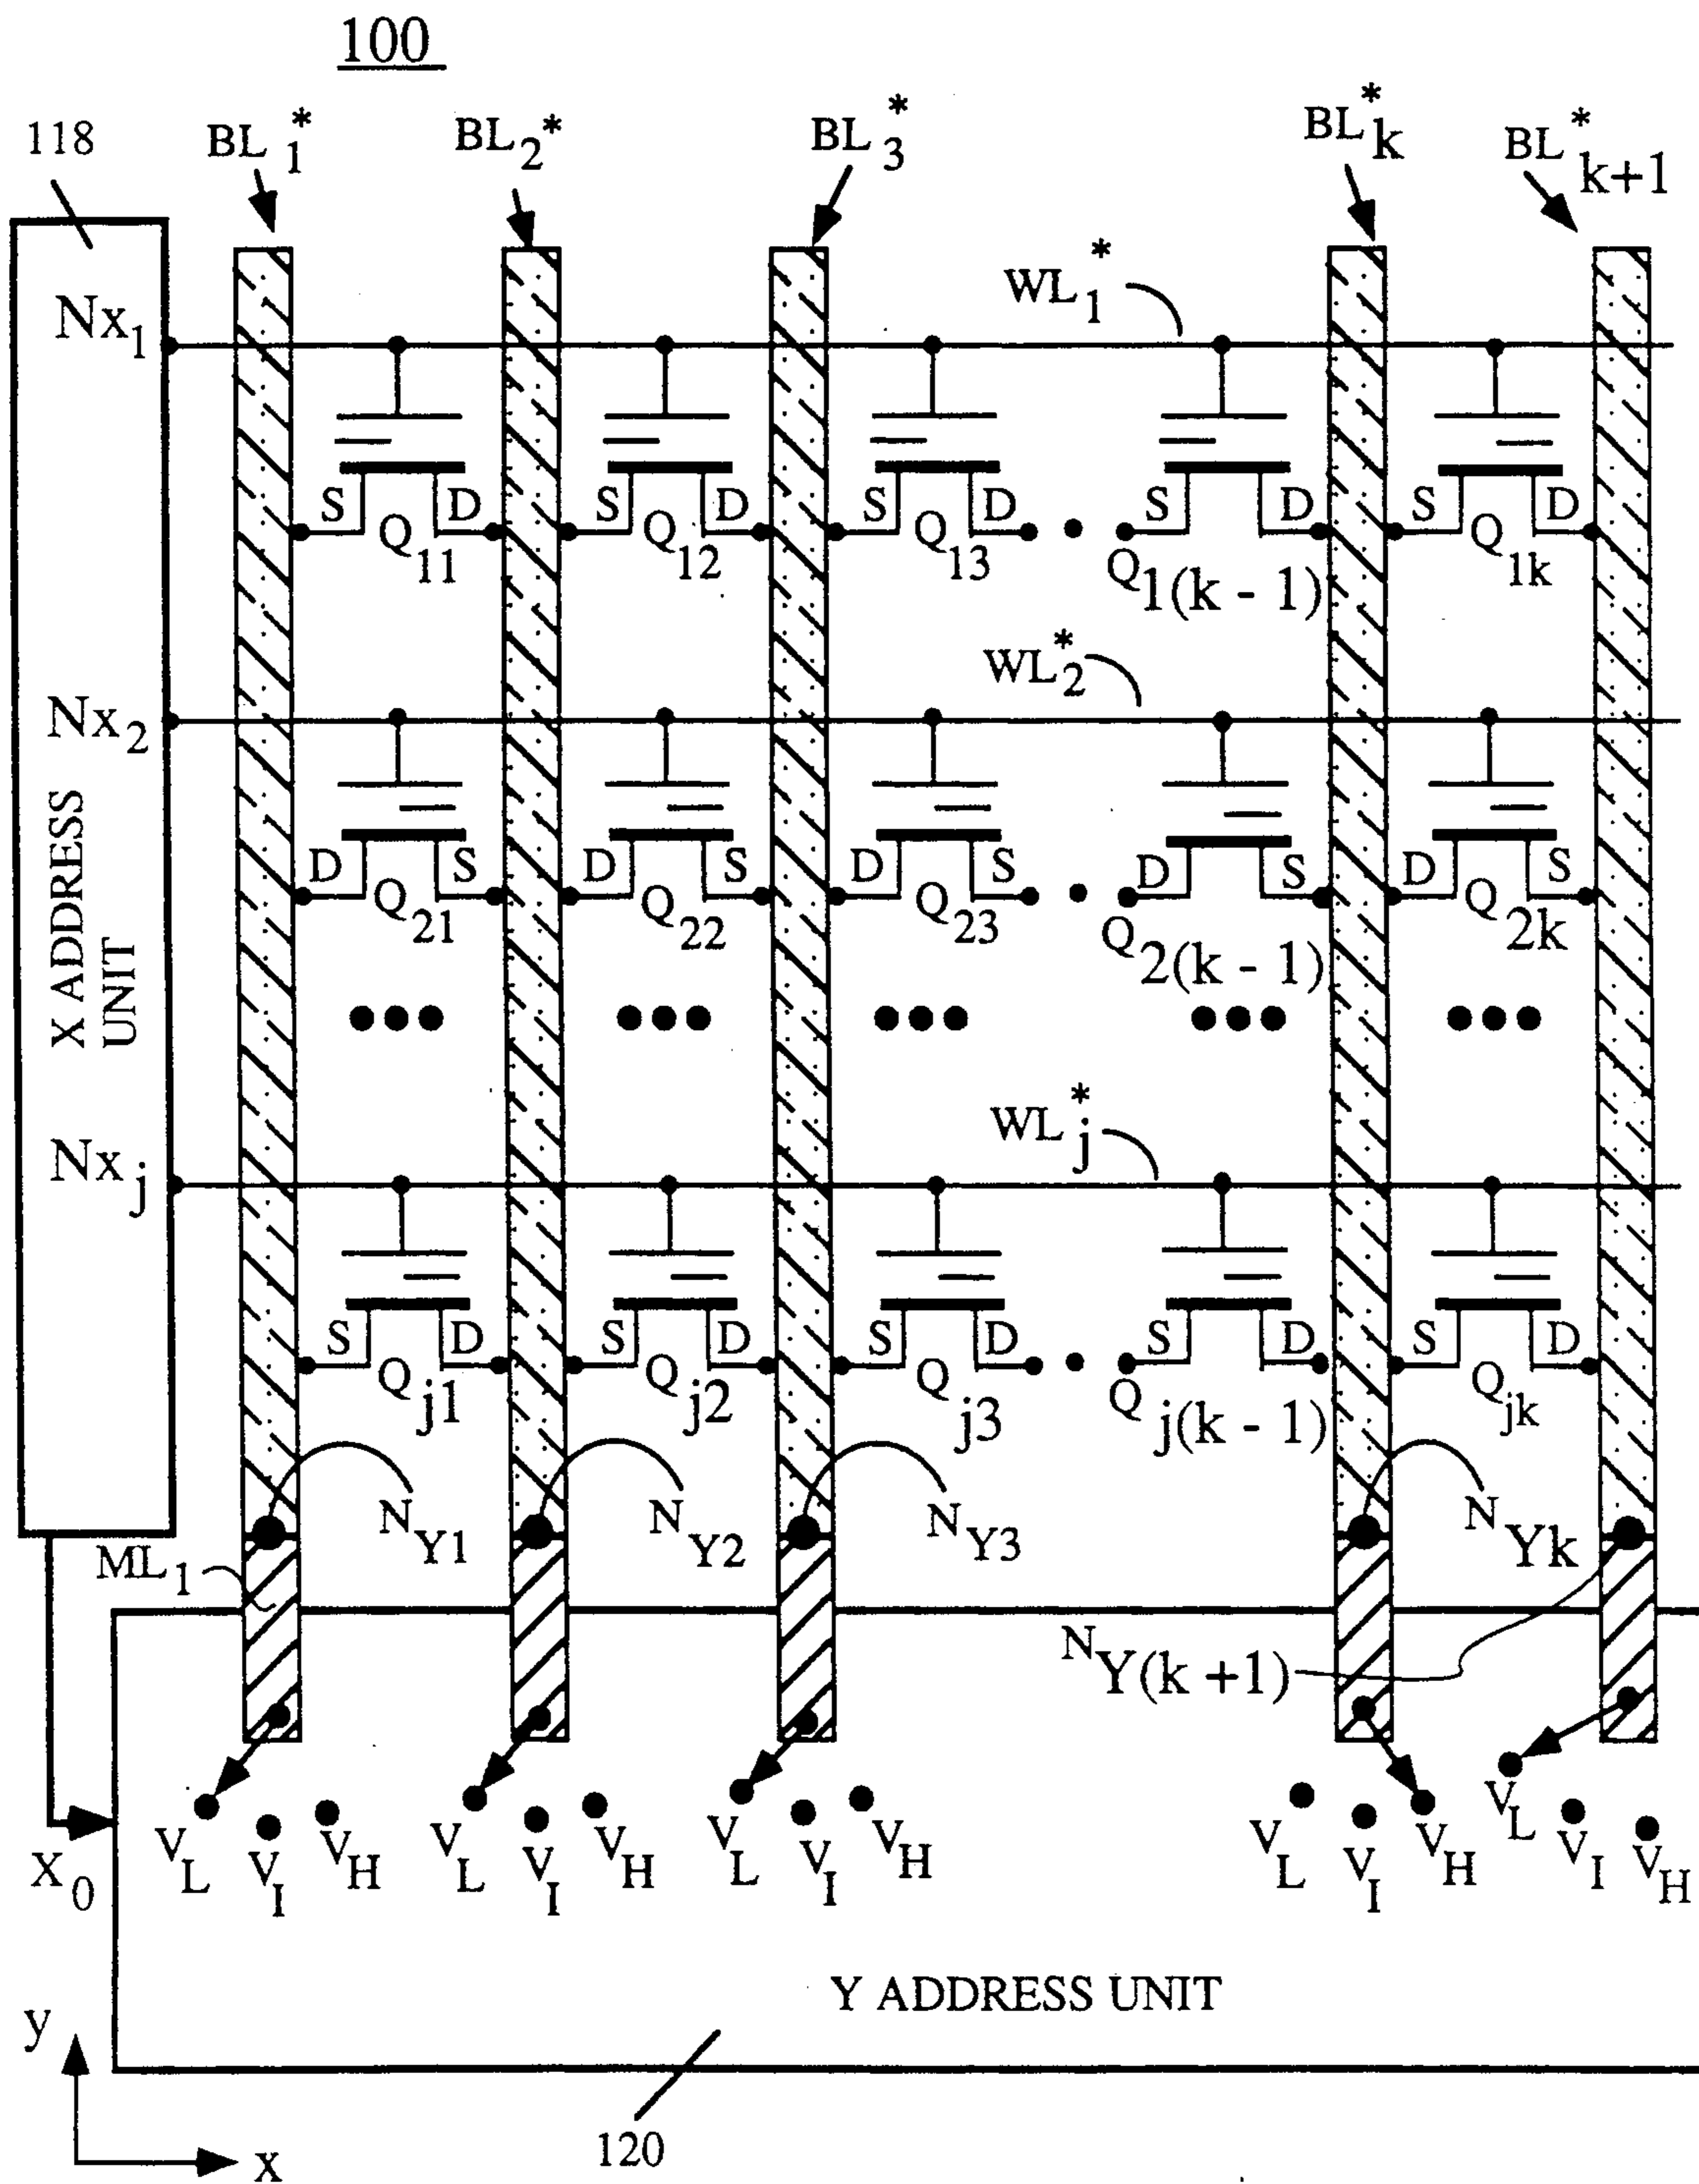 100
118 BL1* BL2* BL3* BLk* BL*k+1
Nx1 WL1*
S D S D S D S D S D
Q11 Q12 Q13 Q1(k - 1) Q1k
Nx2 WL2*
D S D S D S D S D S
Q21 Q22 Q23 Q2(k - 1) Q2k
X ADDRESS
UNIT
Nxj WLj*
S D S D S D S D S D
Qj1 Qj2 Qj3 Qj(k - 1) Qjk
NY1 NY2 NY3 NYk
ML1
NY(k +1)
VL VI VH VL VI VH VL VI VH VL VI VH VL VI VH
X0
Y ADDRESS UNIT
y
x
120